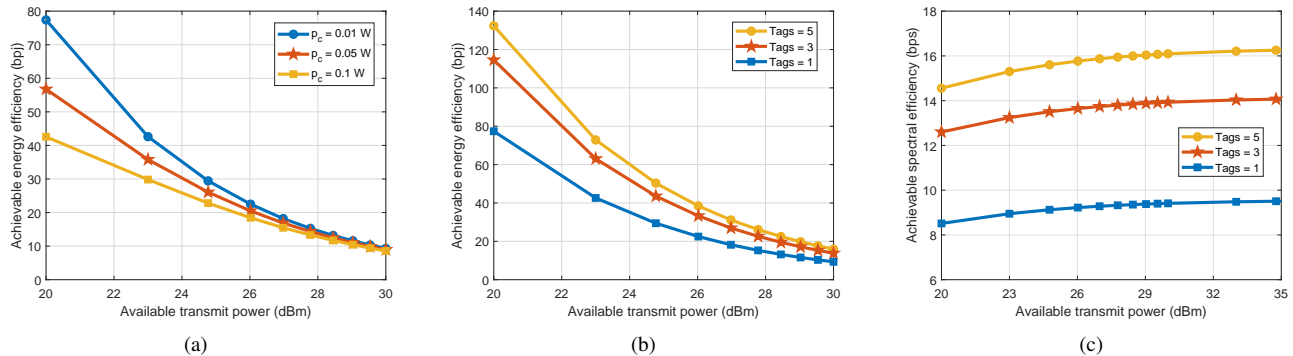 80
70
60
50
40
30
20
10
0
Achievable energy efficiency (bpj)
p_c = 0.01 W
p_c = 0.05 W
p_c = 0.1 W
20 22 24 26 28 30
Available transmit power (dBm)
(a)
140
120
100
80
60
40
20
0
Achievable energy efficiency (bpj)
Tags = 5
Tags = 3
Tags = 1
20 22 24 26 28 30
Available transmit power (dBm)
(b)
18
16
14
12
10
8
6
Achievable spectral efficiency (bps)
Tags = 5
Tags = 3
Tags = 1
20 23 26 29 32 35
Available transmit power (dBm)
(c)